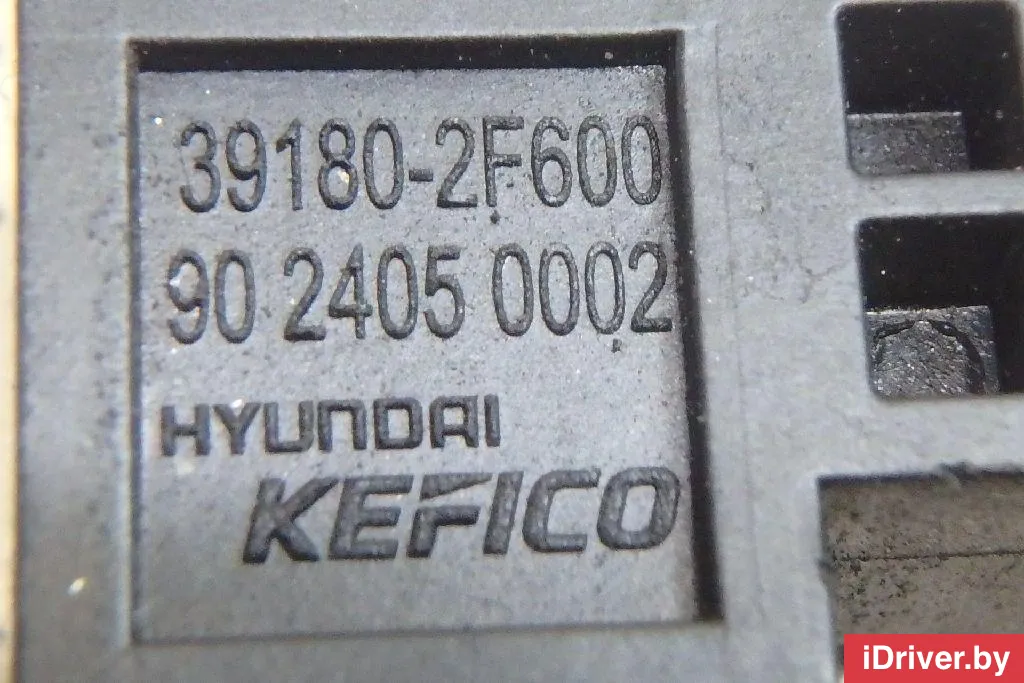 39180-2F600
90 2405 0002
HYUNDAI
KEFICO
iDriver.by